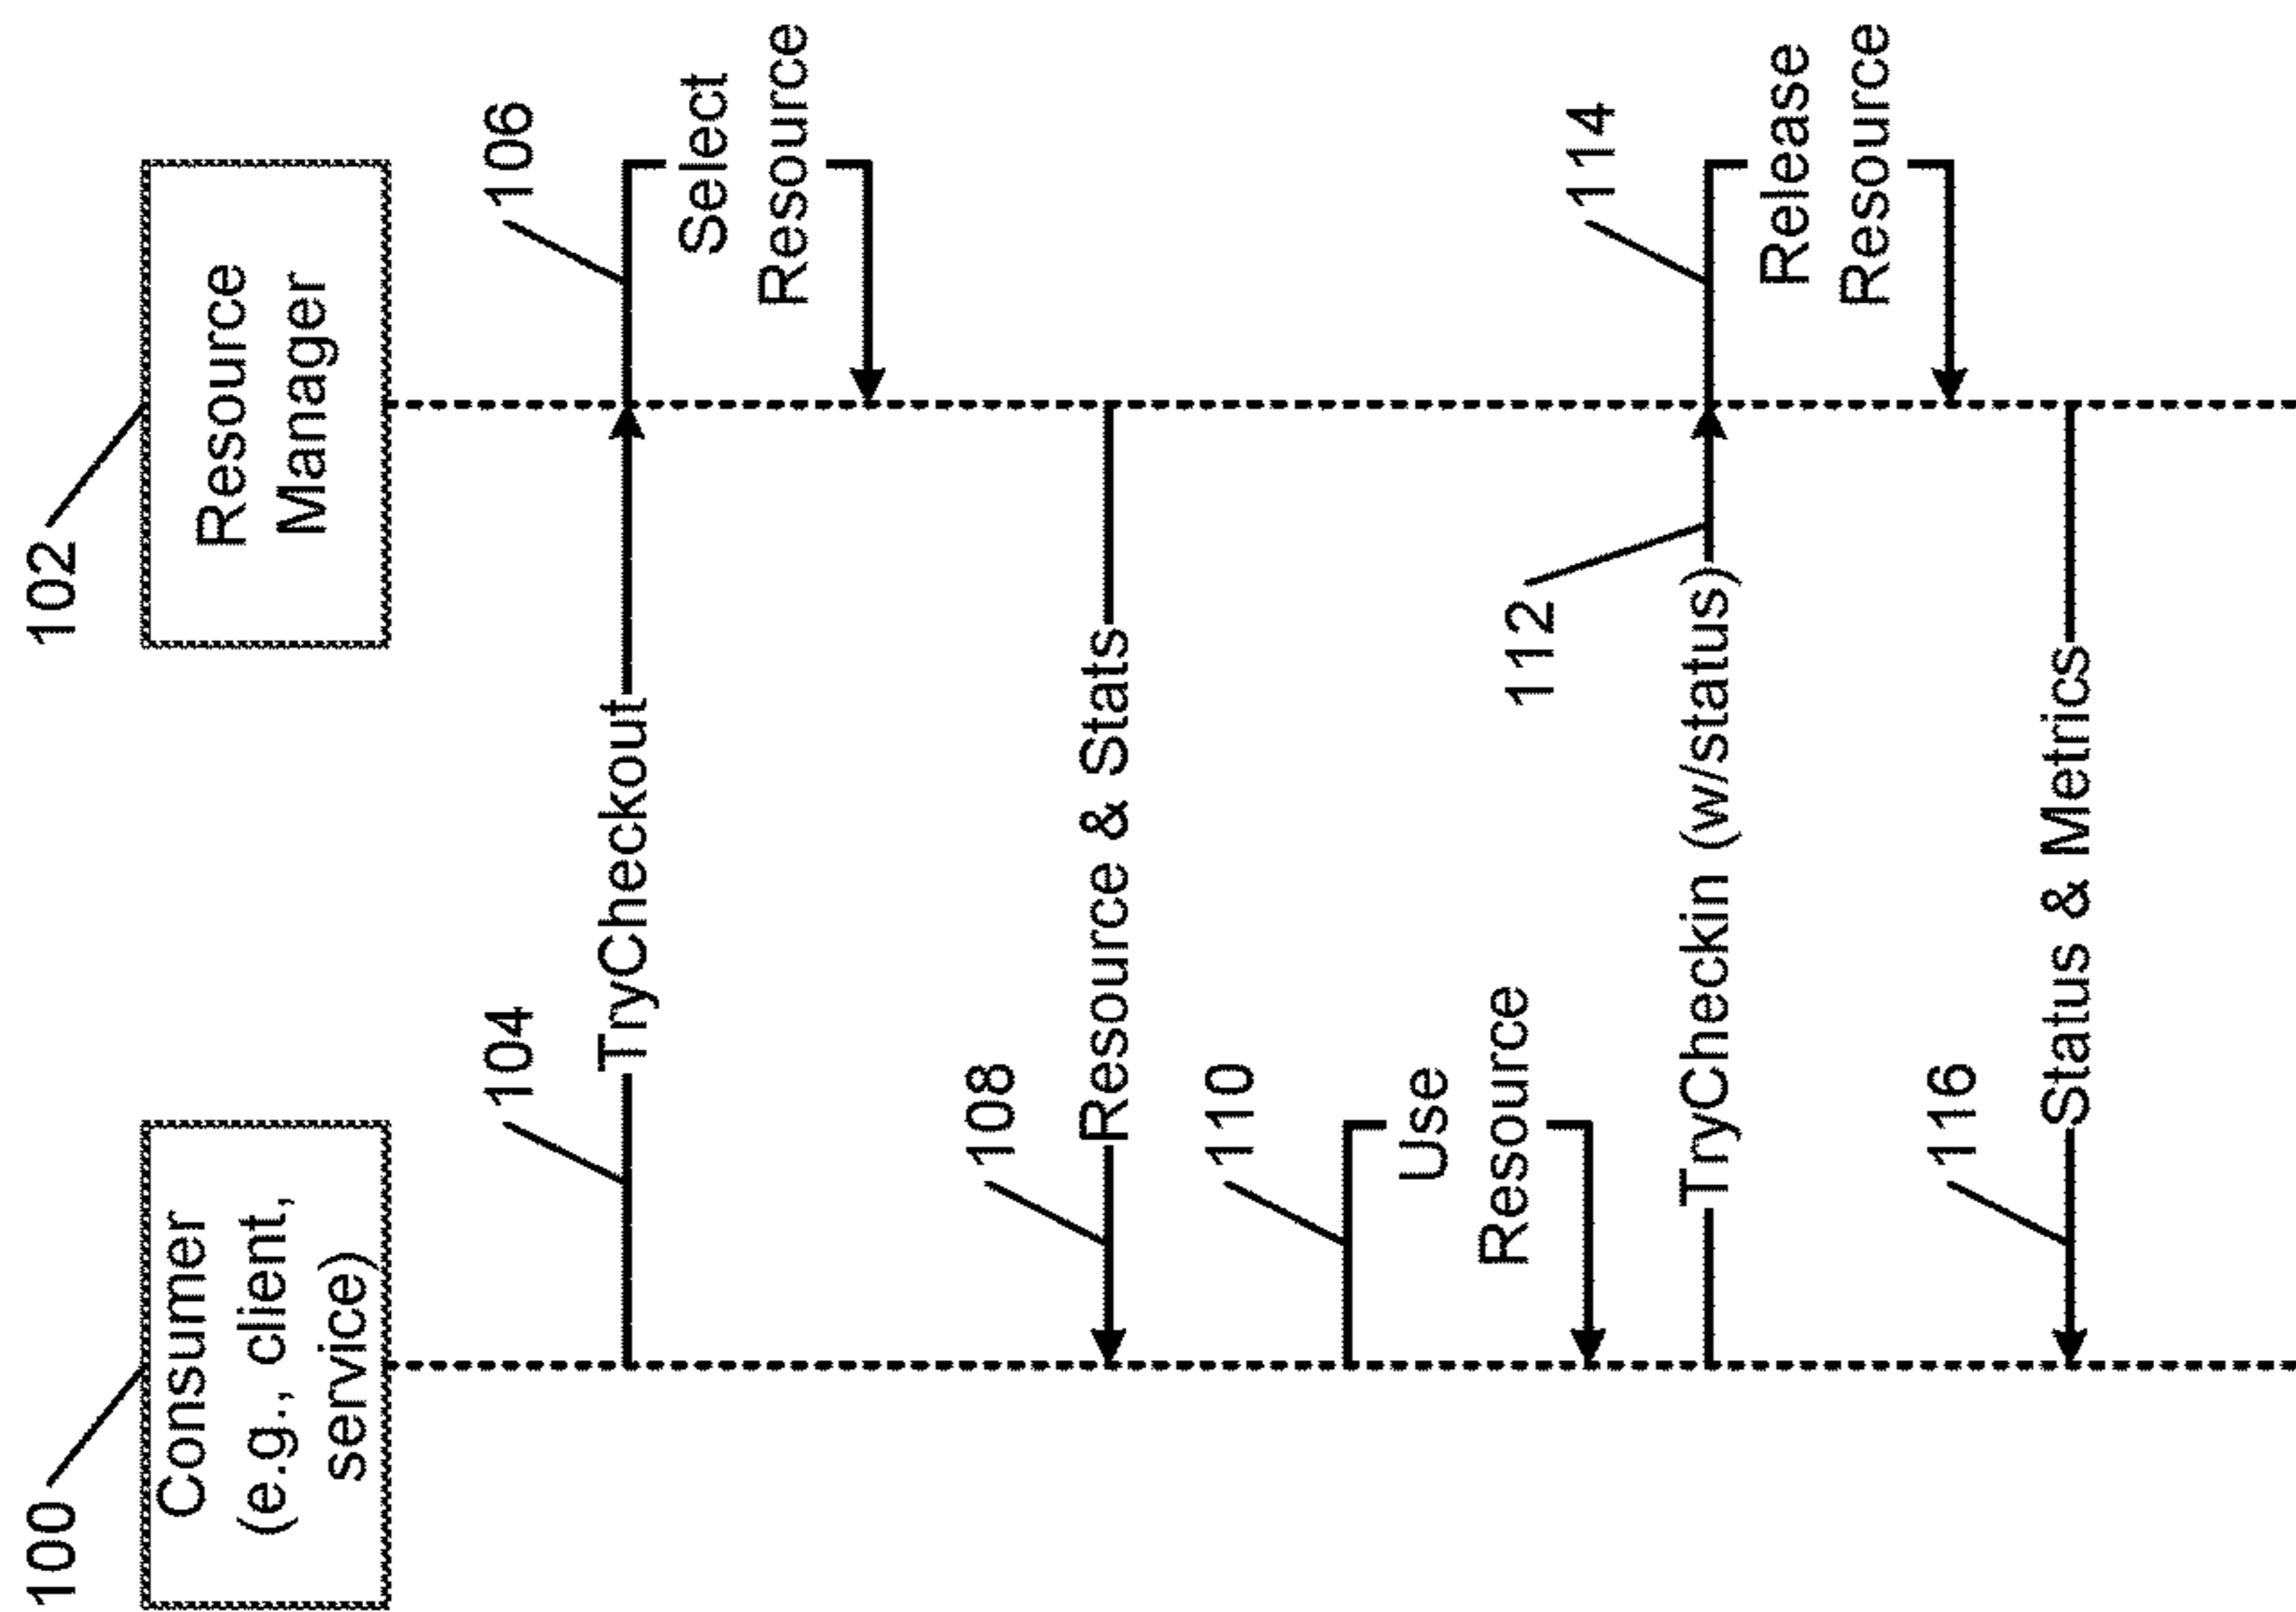 100
Consumer
(e.g., client,
service)
102
Resource
Manager
104
TryCheckout
106
Select
Resource
108
Resource & Stats
110
Use
Resource
112
TryCheckin (w/status)
114
Release
Resource
116
Status & Metrics